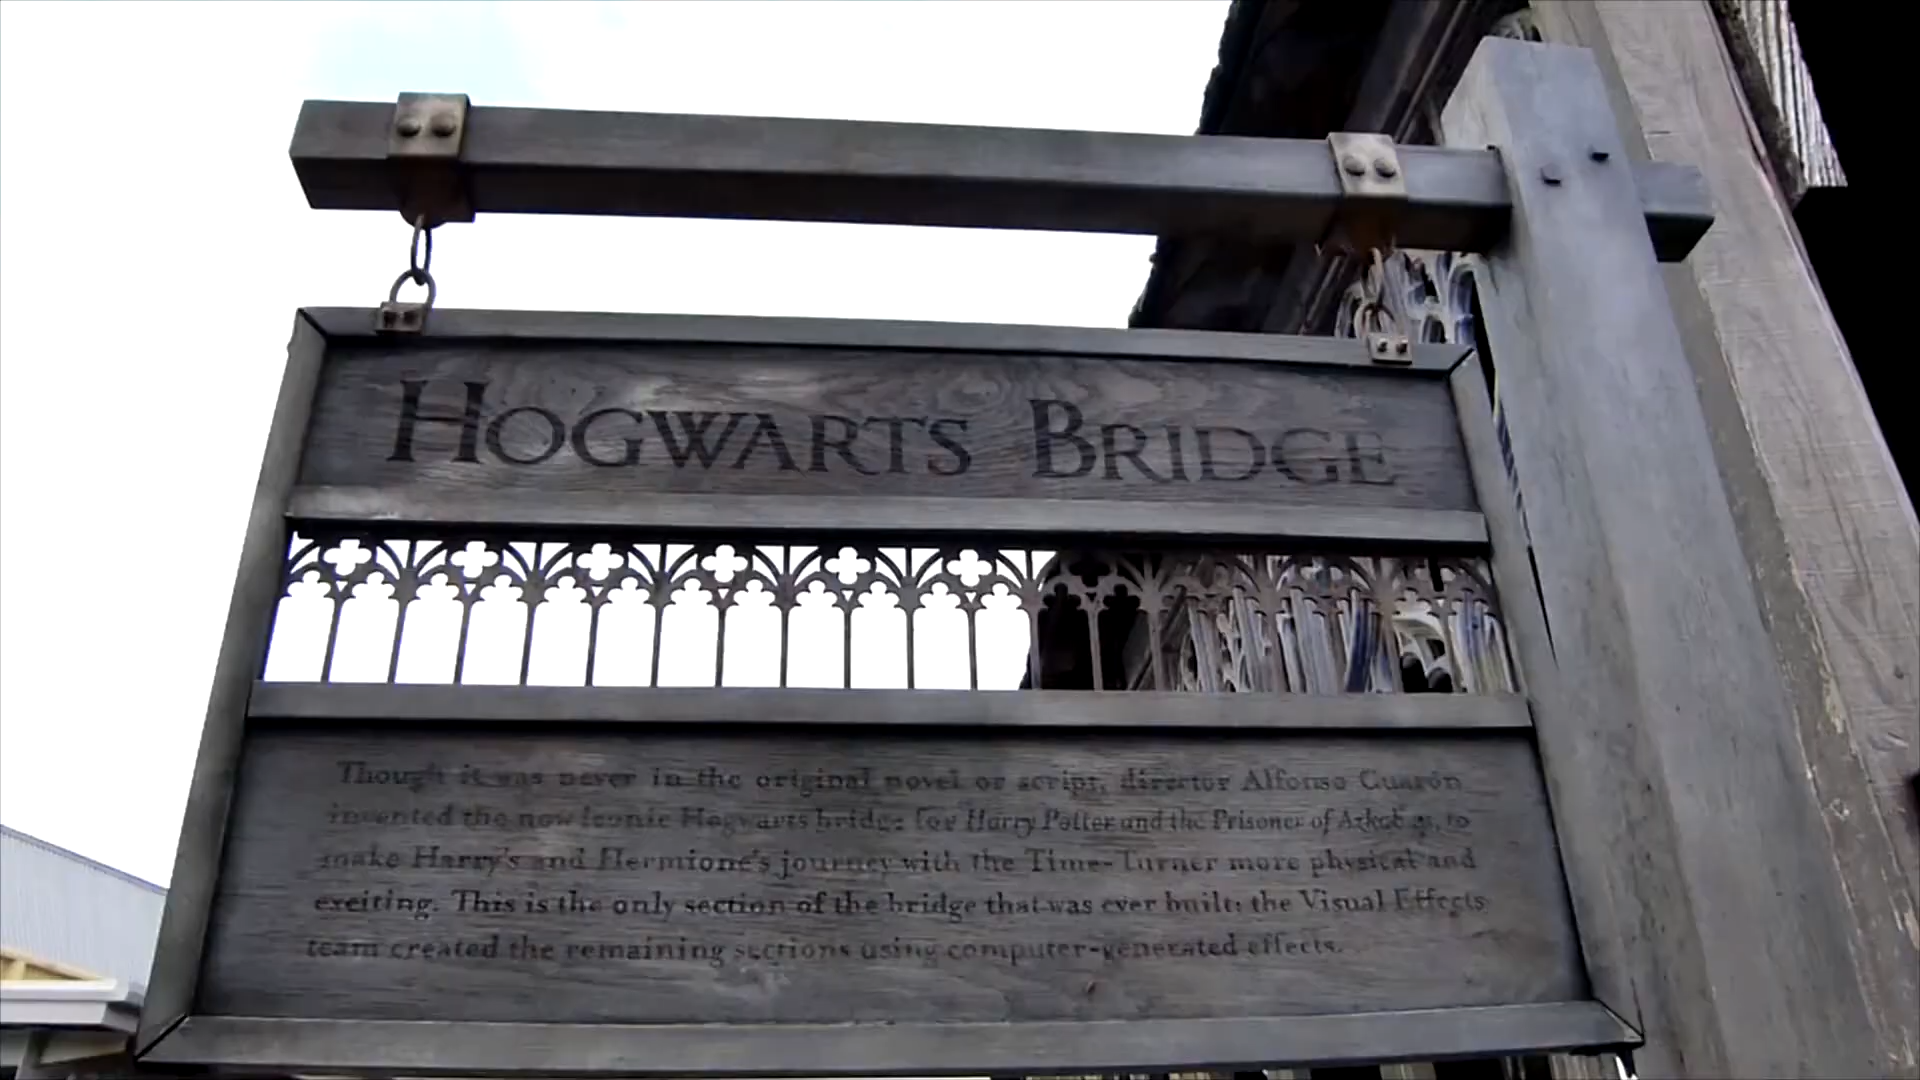 HOGWARTS BRIDGE
Though it was never in the original novel or script, director Alfonso Cuarón
invented the now iconic Hogwarts bridge for Harry Potter and the Prisoner of Azkaban, to
make Harry's and Hermione's journey with the Time-Turner more physical and
exciting. This is the only section of the bridge that was ever built: the Visual Effects
team created the remaining sections using computer-generated effects.